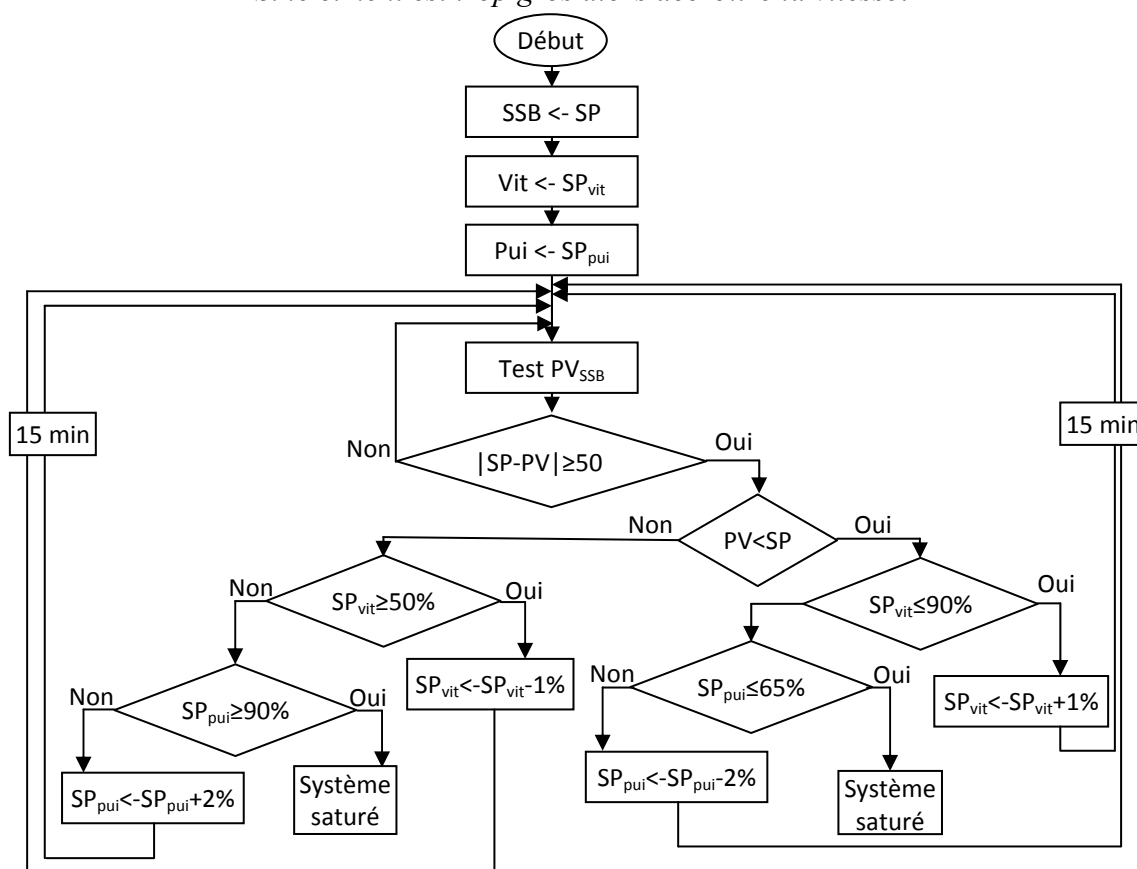 Début
SSB <- SP
Vit <- SPvit
Pui <- SPpui
Test PVSSB
15 min
15 min
Non
|SP-PV|≥50
Oui
Non
PV<SP
Oui
Non
SPvit≥50%
Oui
SPvit≤90%
Oui
Non
SPpui≥90%
Oui
SPvit<-SPvit-1%
Non
SPpui≤65%
Oui
SPvit<-SPvit+1%
SPpui<-SPpui+2%
Système
saturé
SPpui<-SPpui-2%
Système
saturé